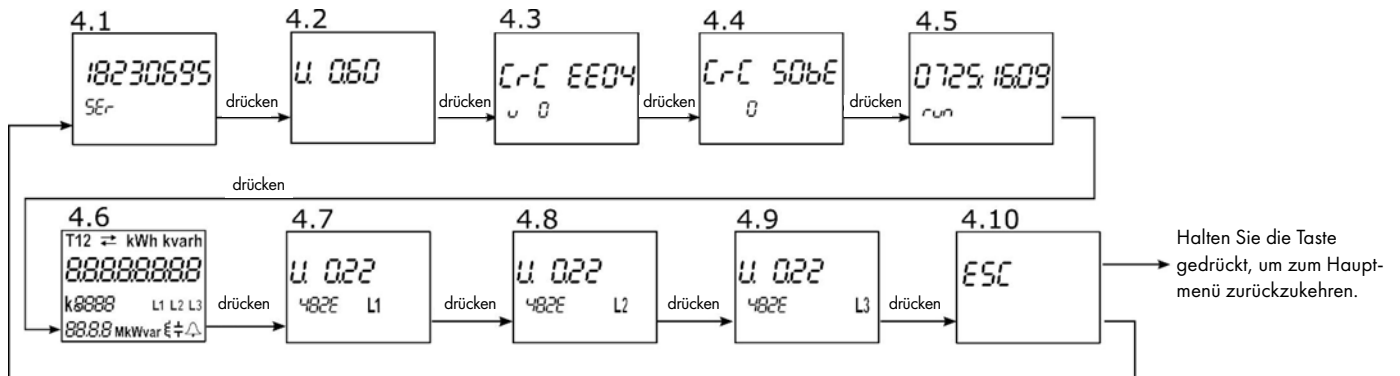 4.1
18230695
SEr
drücken
4.2
U. 0.60
drücken
4.3
CrC EE04
u 0
drücken
4.4
CrC 50bE
0
drücken
4.5
0725:16.09
run
drücken
4.6
T12 ⇄ kWh kvarh
88888888
k8888 L1 L2 L3
88.8.8 MkWvar
drücken
4.7
U. 0.22
482E L1
drücken
4.8
U. 0.22
482E L2
drücken
4.9
U. 0.22
482E L3
drücken
4.10
ESC
Halten Sie die Taste
gedrückt, um zum Haupt-
menü zurückzukehren.